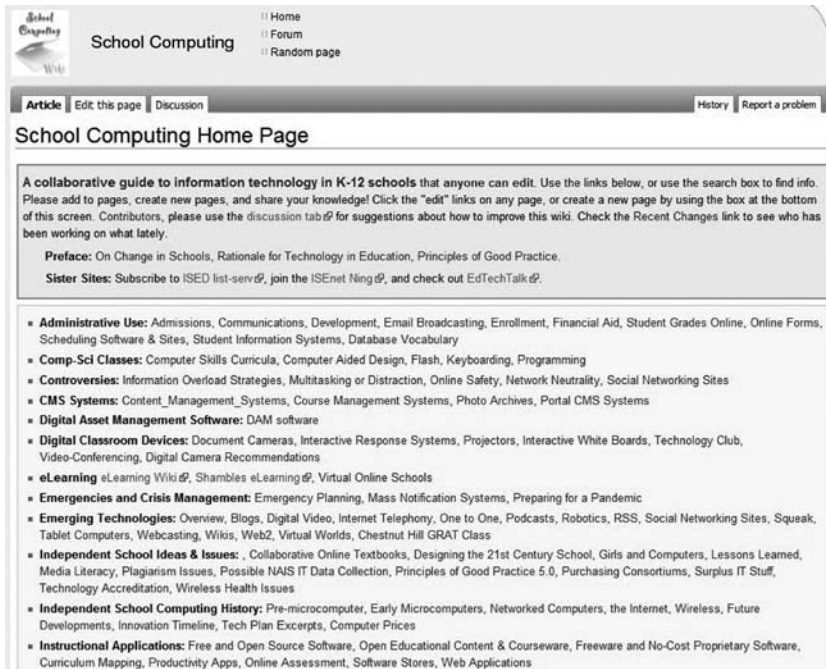 School
Computing
Wiki
School Computing
Home
Forum
Random page
Article Edit this page Discussion History Report a problem
School Computing Home Page
A collaborative guide to information technology in K-12 schools that anyone can edit. Use the links below, or use the search box to find info.
Please add to pages, create new pages, and share your knowledge! Click the "edit" links on any page, or create a new page by using the box at the bottom
of this screen. Contributors, please use the discussion tab for suggestions about how to improve this wiki. Check the Recent Changes link to see who has
been working on what lately.
Preface: On Change in Schools, Rationale for Technology in Education, Principles of Good Practice.
Sister Sites: Subscribe to ISED list-serv, join the ISEnet Ning, and check out EdTechTalk.
Administrative Use: Admissions, Communications, Development, Email Broadcasting, Enrollment, Financial Aid, Student Grades Online, Online Forms,
Scheduling Software & Sites, Student Information Systems, Database Vocabulary
Comp-Sci Classes: Computer Skills Curricula, Computer Aided Design, Flash, Keyboarding, Programming
Controversies: Information Overload Strategies, Multitasking or Distraction, Online Safety, Network Neutrality, Social Networking Sites
CMS Systems: Content_Management_Systems, Course Management Systems, Photo Archives, Portal CMS Systems
Digital Asset Management Software: DAM software
Digital Classroom Devices: Document Cameras, Interactive Response Systems, Projectors, Interactive White Boards, Technology Club,
Video-Conferencing, Digital Camera Recommendations
eLearning eLearning Wiki, Shambles eLearning, Virtual Online Schools
Emergencies and Crisis Management: Emergency Planning, Mass Notification Systems, Preparing for a Pandemic
Emerging Technologies: Overview, Blogs, Digital Video, Internet Telephony, One to One, Podcasts, Robotics, RSS, Social Networking Sites, Squeak,
Tablet Computers, Webcasting, Wikis, Web2, Virtual Worlds, Chestnut Hill GRAT Class
Independent School Ideas & Issues: , Collaborative Online Textbooks, Designing the 21st Century School, Girls and Computers, Lessons Learned,
Media Literacy, Plagiarism Issues, Possible NAIS IT Data Collection, Principles of Good Practice 5.0, Purchasing Consortiums, Surplus IT Stuff,
Technology Accreditation, Wireless Health Issues
Independent School Computing History: Pre-microcomputer, Early Microcomputers, Networked Computers, the Internet, Wireless, Future
Developments, Innovation Timeline, Tech Plan Excerpts, Computer Prices
Instructional Applications: Free and Open Source Software, Open Educational Content & Courseware, Freeware and No-Cost Proprietary Software,
Curriculum Mapping, Productivity Apps, Online Assessment, Software Stores, Web Applications